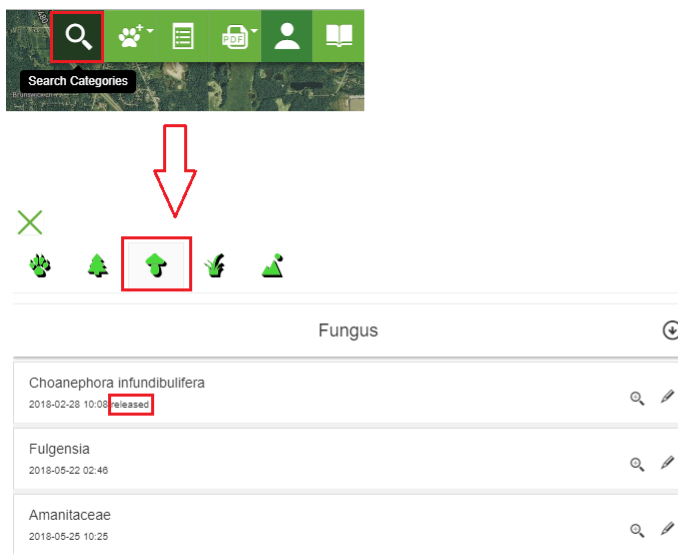 PDF
Search Categories
Fungus
Choanephora infundibulifera
2018-02-28 10:08 released
Fulgensia
2018-05-22 02:46
Amanitaceae
2018-05-25 10:25